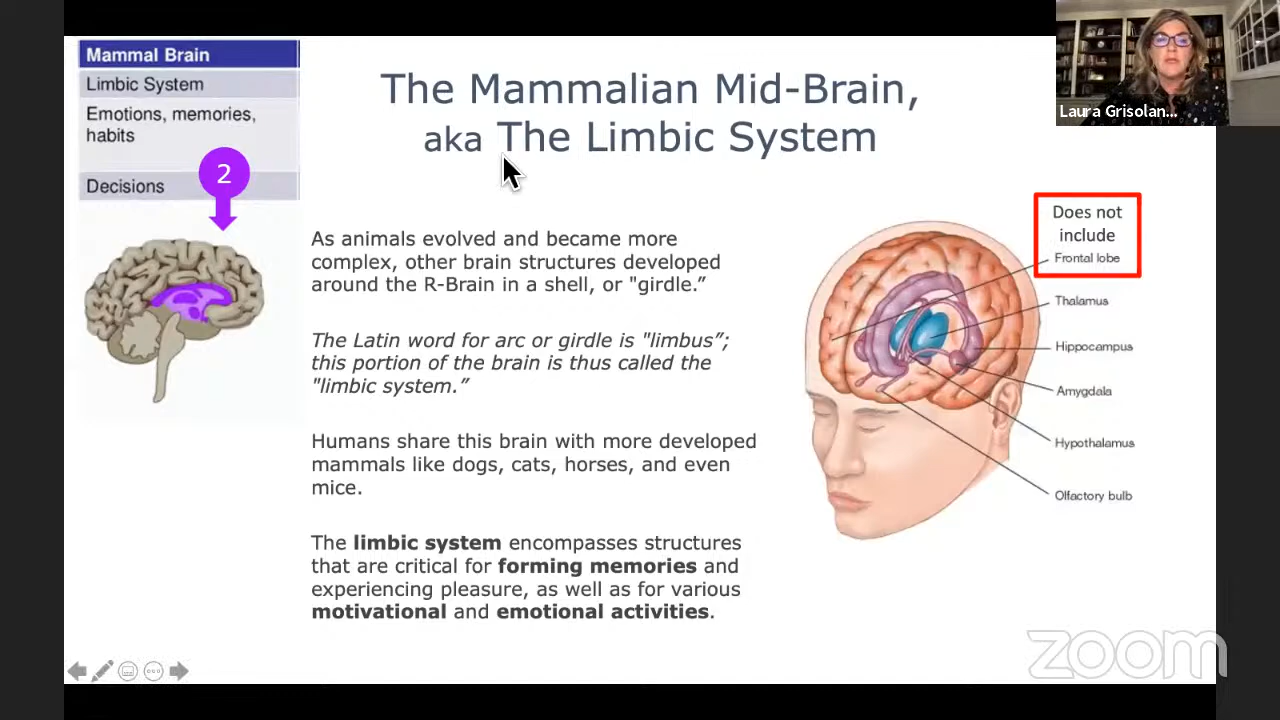 Mammal Brain
Limbic System
Emotions, memories,
habits
Decisions
2
The Mammalian Mid-Brain,
aka The Limbic System
Laura Grisolan...
As animals evolved and became more
complex, other brain structures developed
around the R-Brain in a shell, or "girdle.”
The Latin word for arc or girdle is "limbus”;
this portion of the brain is thus called the
"limbic system.”
Humans share this brain with more developed
mammals like dogs, cats, horses, and even
mice.
The limbic system encompasses structures
that are critical for forming memories and
experiencing pleasure, as well as for various
motivational and emotional activities.
Does not
include
Frontal lobe
Thalamus
Hippocampus
Amygdala
Hypothalamus
Olfactory bulb
zoom